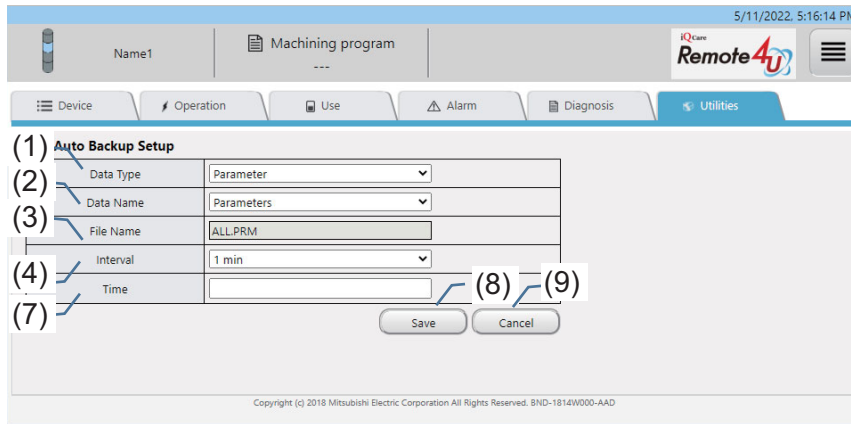 5/11/2022, 5:16:14 PM
Name1
Machining program
---
iQ Care
Remote4U
Device
Operation
Use
Alarm
Diagnosis
Utilities
Auto Backup Setup
(1)
Data Type
Parameter
(2)
Data Name
Parameters
(3)
File Name
ALL.PRM
(4)
Interval
1 min
(7)
Time
(8)
(9)
Save
Cancel
Copyright (c) 2018 Mitsubishi Electric Corporation All Rights Reserved. BND-1814W000-AAD